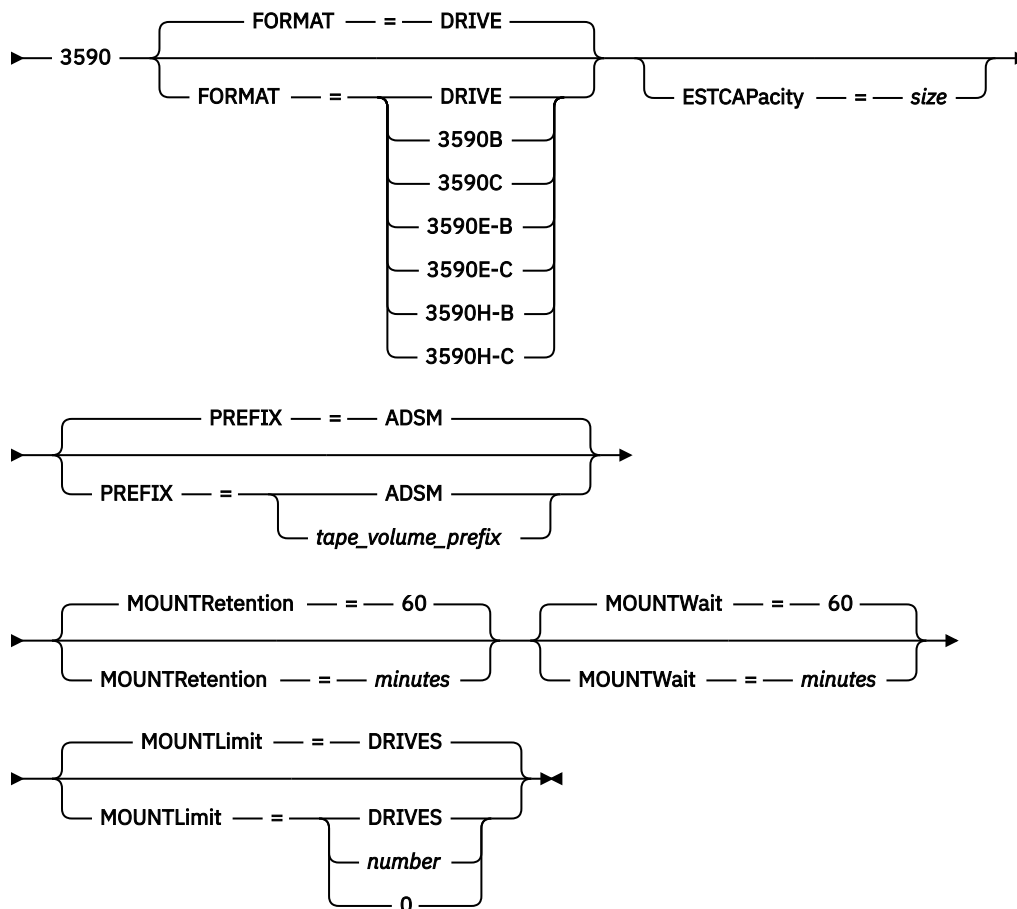 FORMAT = DRIVE
3590
FORMAT = DRIVE
ESTCAPacity = size
3590B
3590C
3590E-B
3590E-C
3590H-B
3590H-C
PREFIX = ADSM
PREFIX = ADSM
tape_volume_prefix
MOUNTRetention = 60 MOUNTWait = 60
MOUNTRetention = minutes MOUNTWait = minutes
MOUNTLimit = DRIVES
MOUNTLimit = DRIVES
number
0